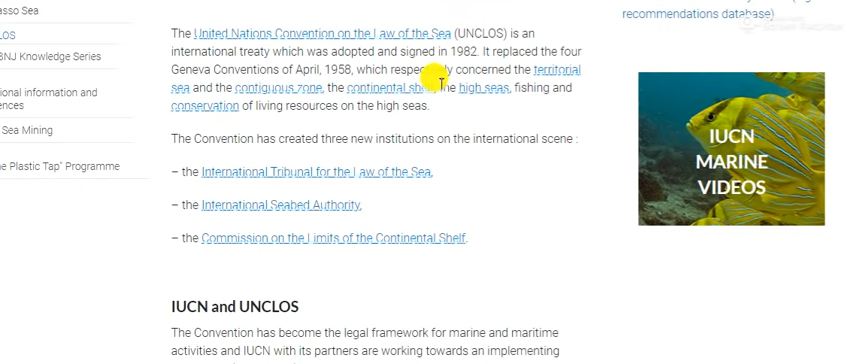 asso Sea
LOS
BNJ Knowledge Series
ional information and
ences
Sea Mining
e Plastic Tap" Programme
The United Nations Convention on the Law of the Sea (UNCLOS) is an
international treaty which was adopted and signed in 1982. It replaced the four
Geneva Conventions of April, 1958, which respectively concerned the territorial
sea and the contiguous zone, the continental shelf, the high seas, fishing and
conservation of living resources on the high seas.
The Convention has created three new institutions on the international scene :
– the International Tribunal for the Law of the Sea,
– the International Seabed Authority,
– the Commission on the Limits of the Continental Shelf.
IUCN and UNCLOS
The Convention has become the legal framework for marine and maritime
activities and IUCN with its partners are working towards an implementing
recommendations database)
IUCN
MARINE
VIDEOS